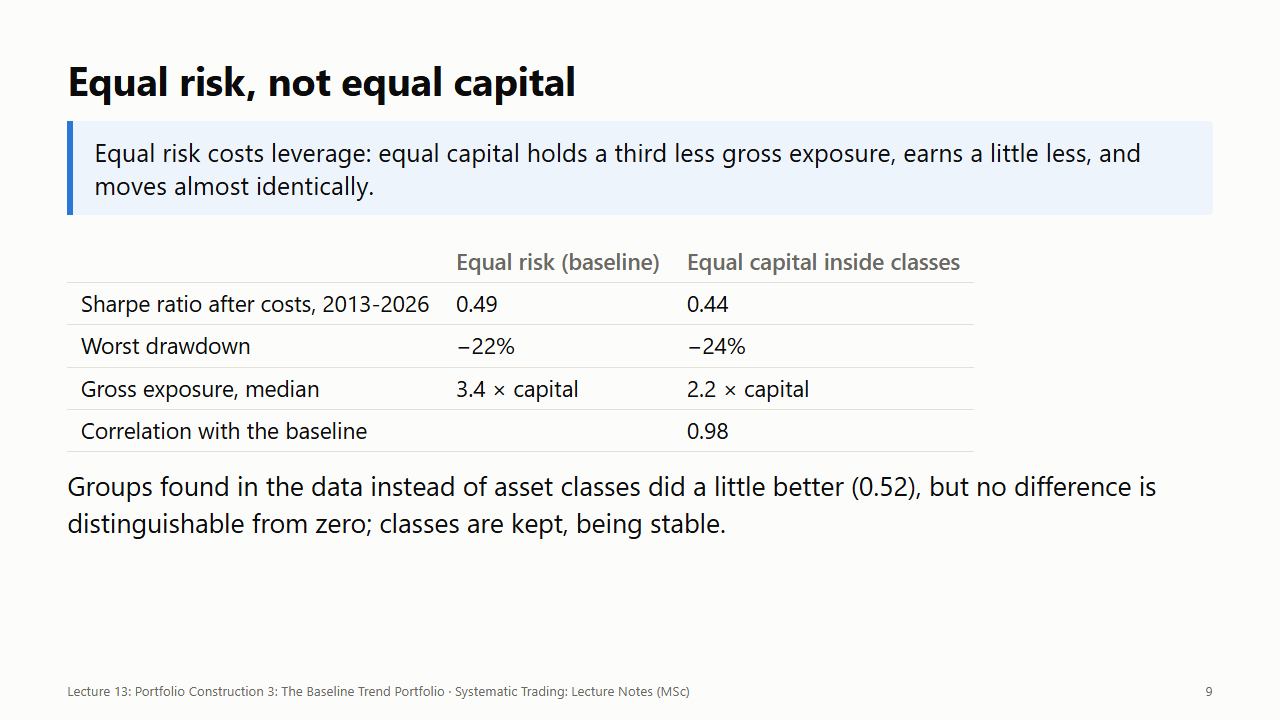 Equal risk, not equal capital
Equal risk costs leverage: equal capital holds a third less gross exposure, earns a little less, and
moves almost identically.
Equal risk (baseline) Equal capital inside classes
Sharpe ratio after costs, 2013-2026 0.49 0.44
Worst drawdown −22% −24%
Gross exposure, median 3.4 × capital 2.2 × capital
Correlation with the baseline 0.98
Groups found in the data instead of asset classes did a little better (0.52), but no difference is
distinguishable from zero; classes are kept, being stable.
Lecture 13: Portfolio Construction 3: The Baseline Trend Portfolio · Systematic Trading: Lecture Notes (MSc) 9